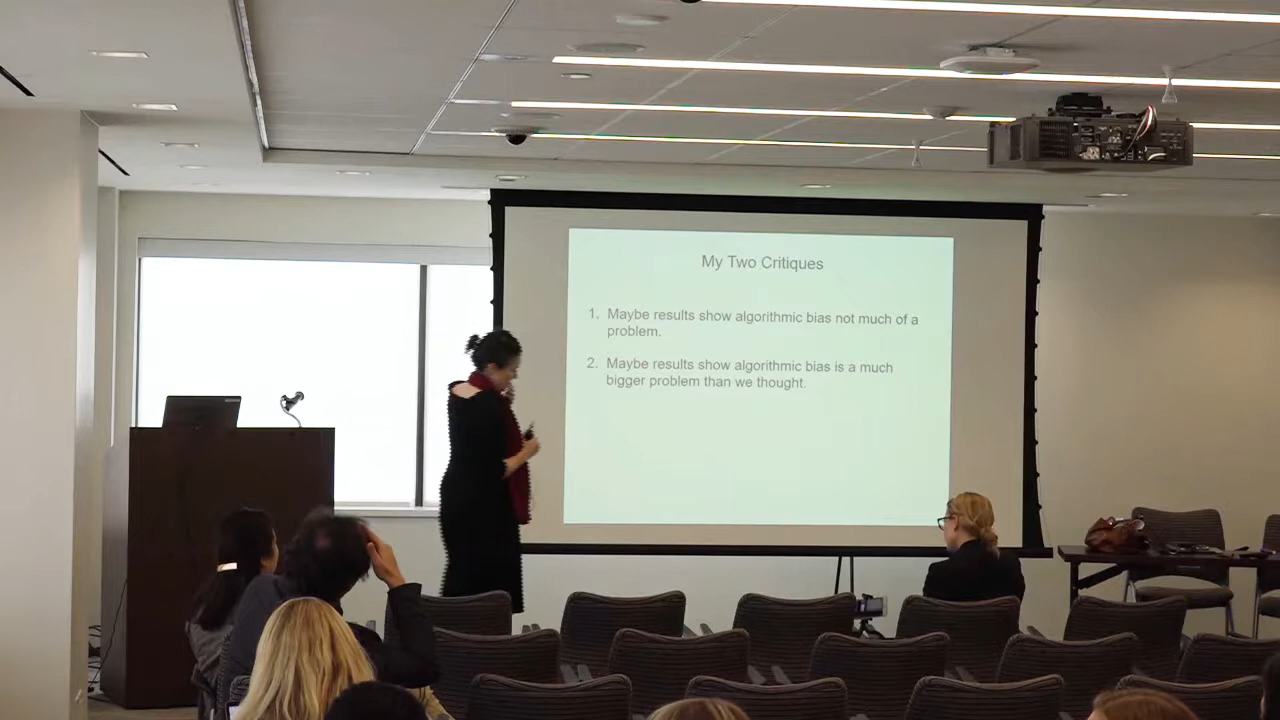 My Two Critiques
1. Maybe results show algorithmic bias not much of a
problem.
2. Maybe results show algorithmic bias is a much
bigger problem than we thought.